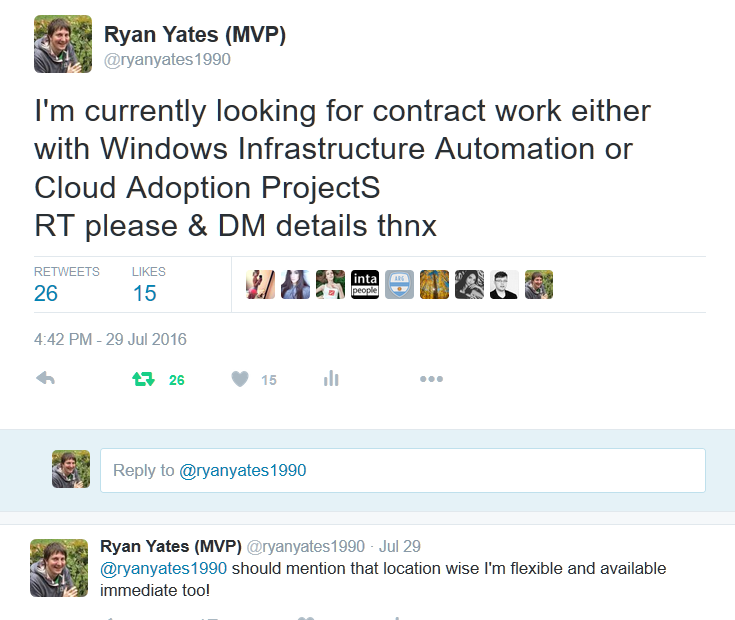 Ryan Yates (MVP)
@ryanyates1990
I'm currently looking for contract work either
with Windows Infrastructure Automation or
Cloud Adoption ProjectS
RT please & DM details thnx
RETWEETS LIKES
26 15
inta
people
ARG
4:42 PM - 29 Jul 2016
26 15
Reply to @ryanyates1990
Ryan Yates (MVP) @ryanyates1990 · Jul 29
@ryanyates1990 should mention that location wise I'm flexible and available
immediate too!